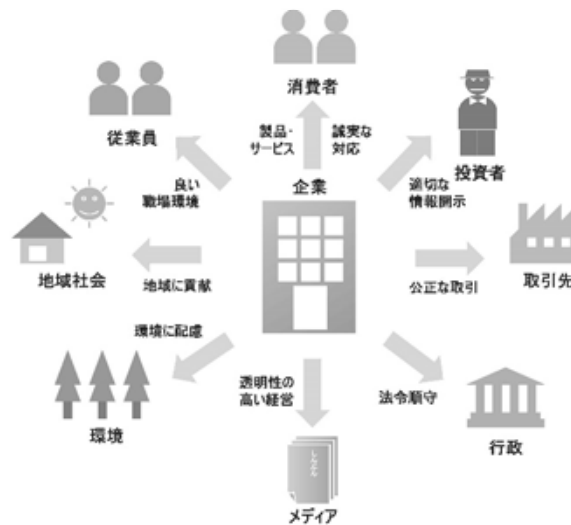 消費者
従業員
投資者
製品・
サービス
誠実な
対応
良い
職場環境
企業
適切な
情報開示
地域社会
地域に貢献
公正な取引
取引先
環境に配慮
環境
透明性の
高い経営
法令順守
行政
しんぶん
メディア